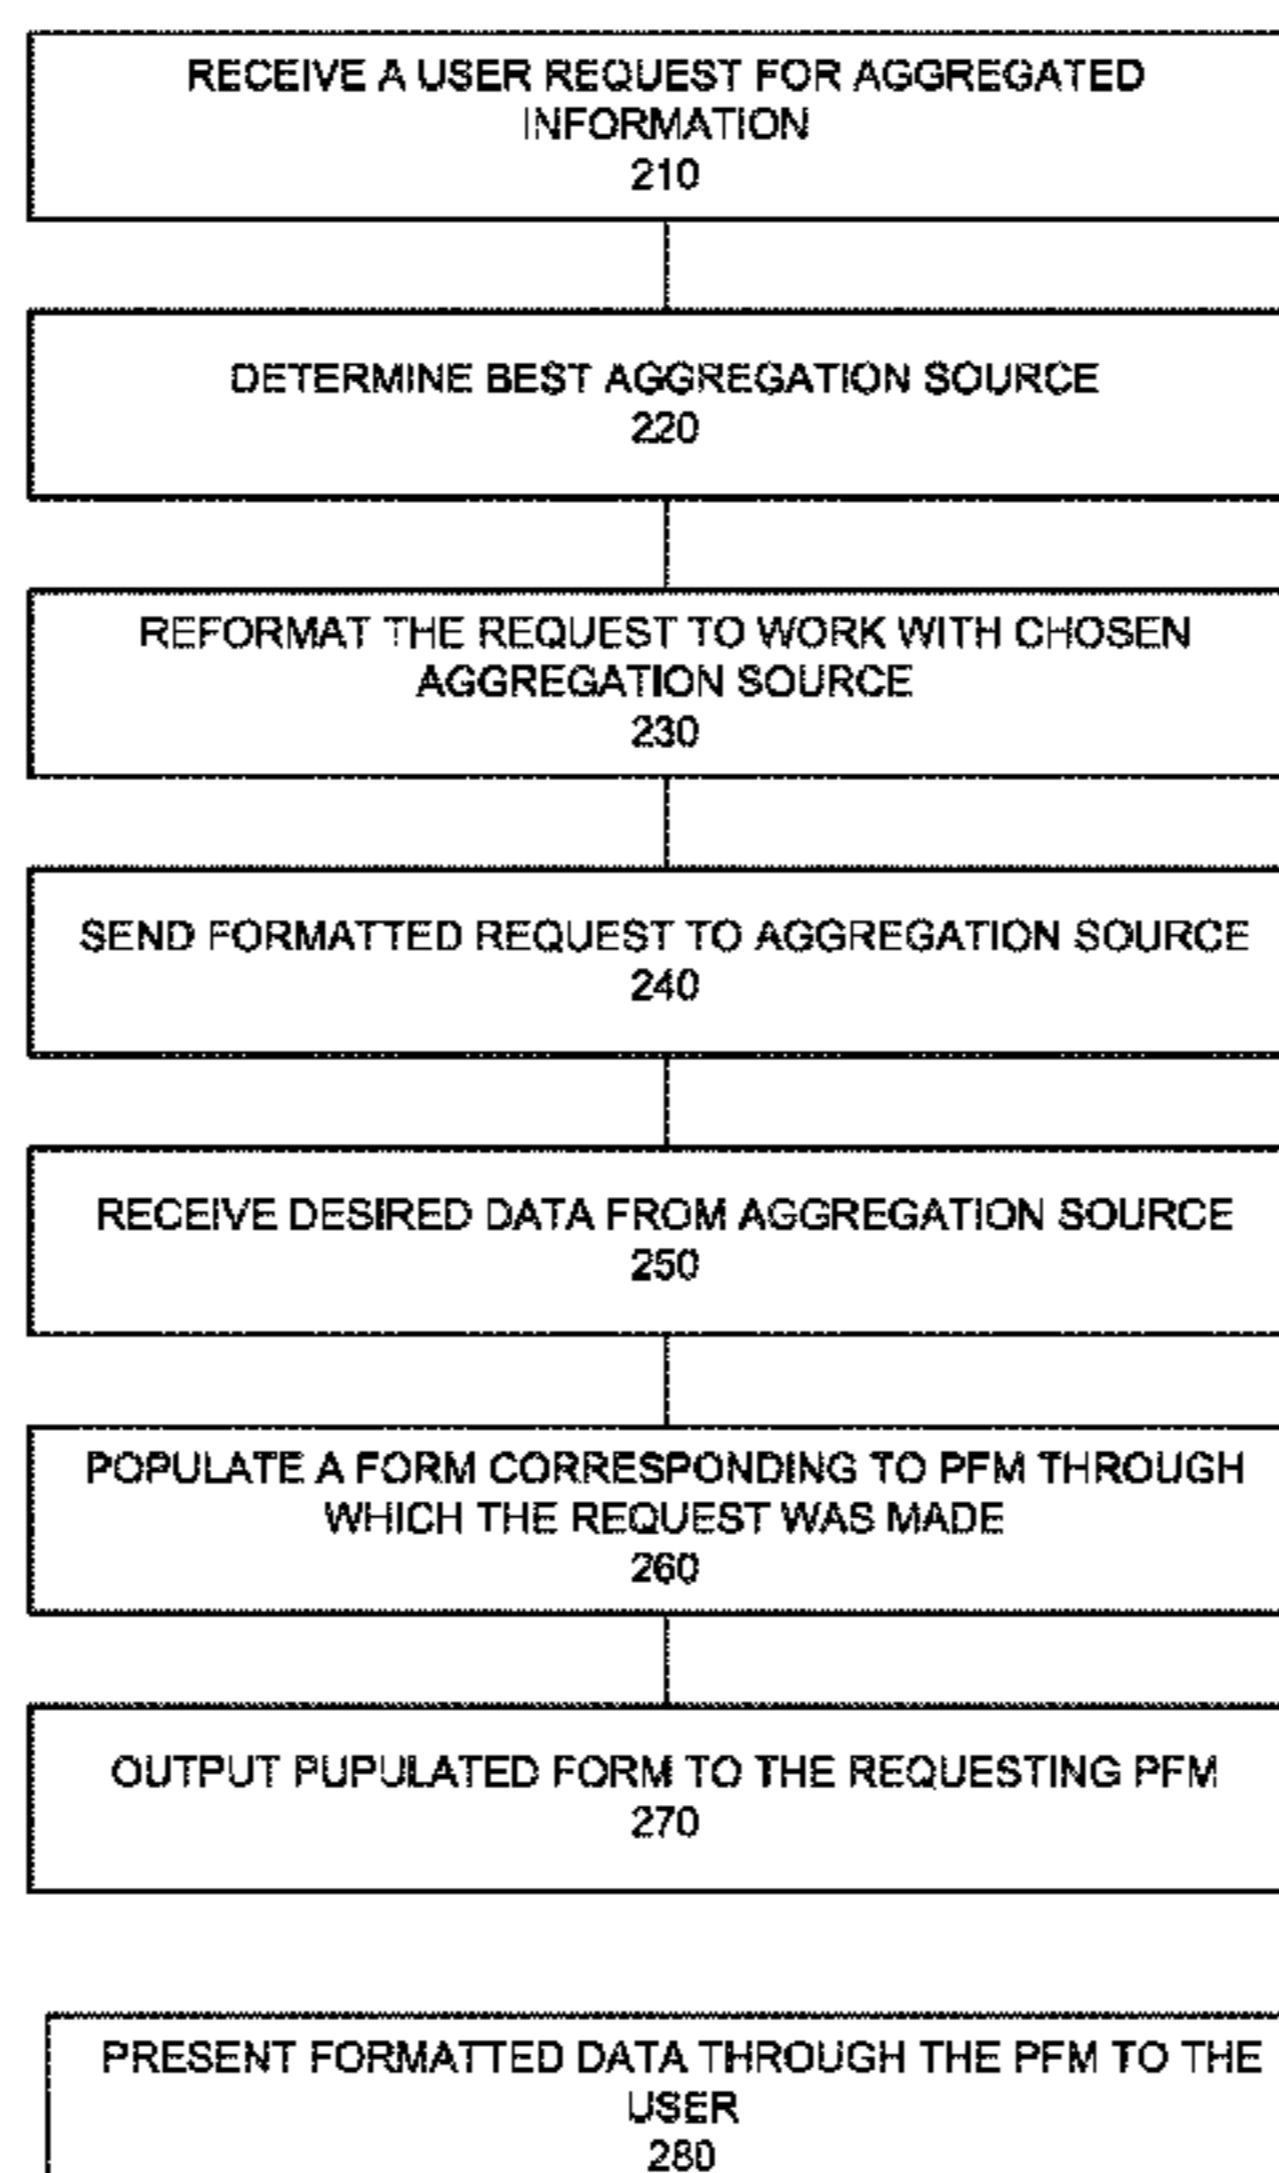 RECEIVE A USER REQUEST FOR AGGREGATED
INFORMATION
210
DETERMINE BEST AGGREGATION SOURCE
220
REFORMAT THE REQUEST TO WORK WITH CHOSEN
AGGREGATION SOURCE
230
SEND FORMATTED REQUEST TO AGGREGATION SOURCE
240
RECEIVE DESIRED DATA FROM AGGREGATION SOURCE
250
POPULATE A FORM CORRESPONDING TO PFM THROUGH
WHICH THE REQUEST WAS MADE
260
OUTPUT PUPULATED FORM TO THE REQUESTING PFM
270
PRESENT FORMATTED DATA THROUGH THE PFM TO THE
USER
280